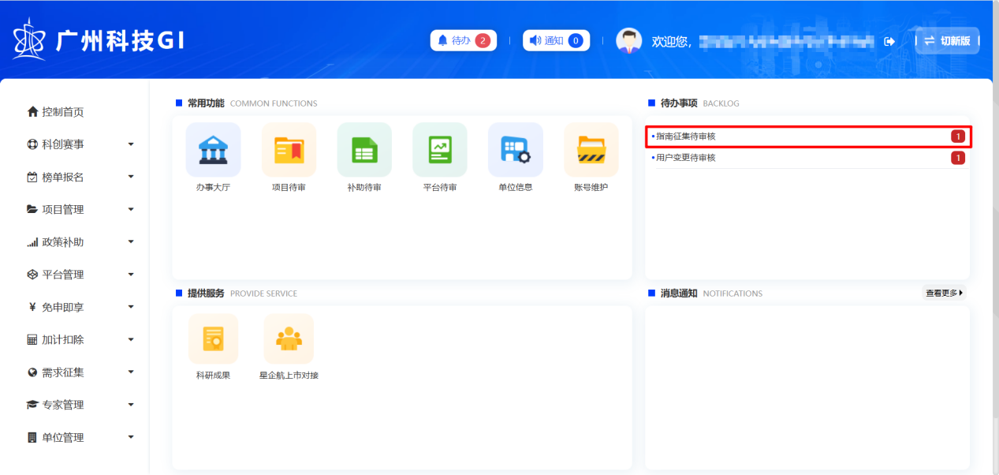 广州科技GI
待办 2
通知 0
欢迎您,
切新版
控制首页
科创赛事
榜单报名
项目管理
政策补助
平台管理
免申即享
加计扣除
需求征集
专家管理
单位管理
常用功能 COMMON FUNCTIONS
办事大厅
项目待审
补助待审
平台待审
单位信息
账号维护
待办事项 BACKLOG
指南征集待审核 1
用户变更待审核 1
提供服务 PROVIDE SERVICE
科研成果
星企航上市对接
消息通知 NOTIFICATIONS
查看更多